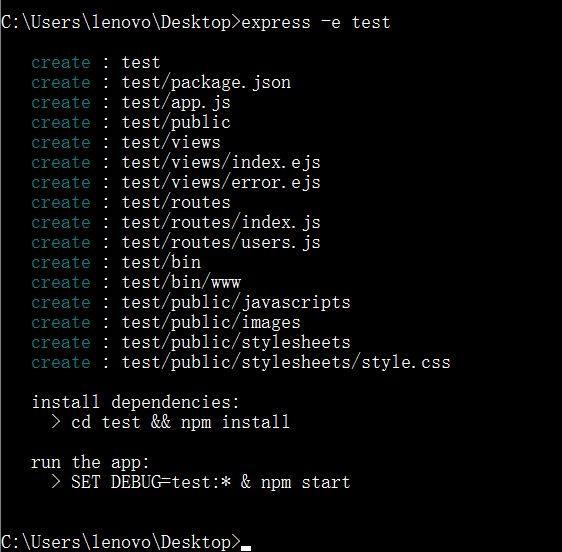 C:\Users\lenovo\Desktop>express -e test
create : test
create : test/package.json
create : test/app.js
create : test/public
create : test/views
create : test/views/index.ejs
create : test/views/error.ejs
create : test/routes
create : test/routes/index.js
create : test/routes/users.js
create : test/bin
create : test/bin/www
create : test/public/javascripts
create : test/public/images
create : test/public/stylesheets
create : test/public/stylesheets/style.css
install dependencies:
> cd test && npm install
run the app:
> SET DEBUG=test:* & npm start
C:\Users\lenovo\Desktop>